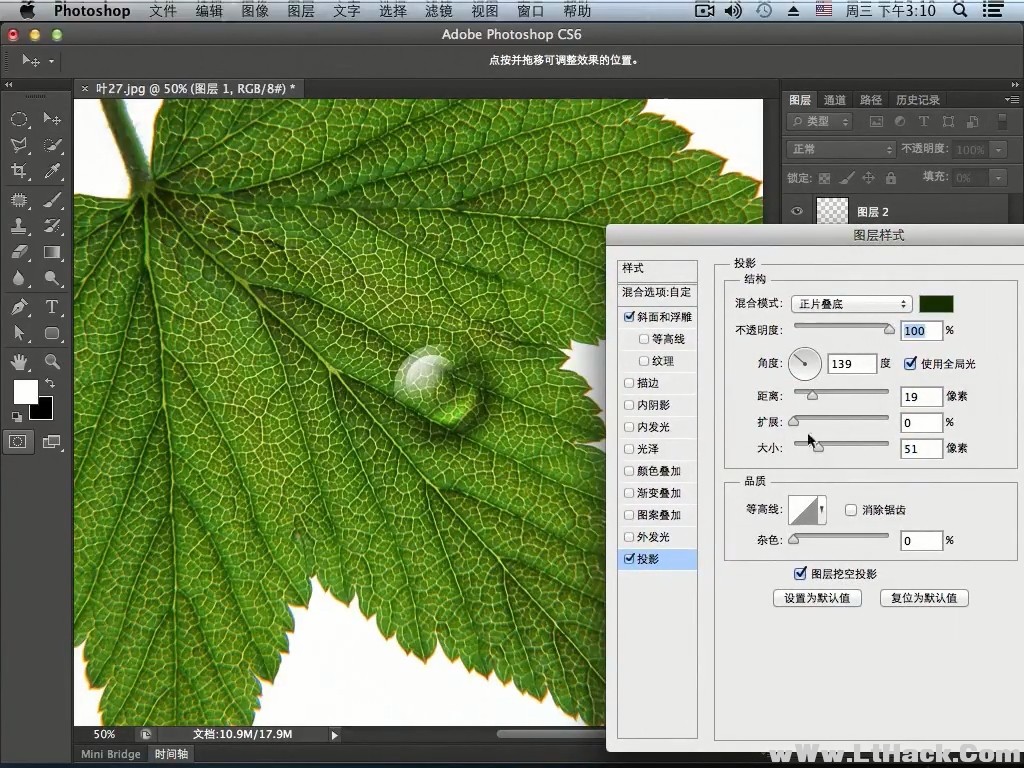 Photoshop 文件 编辑 图像 图层 文字 选择 滤镜 视图 窗口 帮助 周三 下午3:10
Adobe Photoshop CS6
点按并拖移可调整效果的位置。
× 叶27.jpg @ 50% (图层 1, RGB/8#) *
图层 通道 路径 历史记录
类型
正常 不透明度: 100%
锁定: 填充: 0%
图层 2
图层样式
样式
混合选项:自定
斜面和浮雕
等高线
纹理
描边
内阴影
内发光
光泽
颜色叠加
渐变叠加
图案叠加
外发光
投影
投影
结构
混合模式: 正片叠底
不透明度: 100 %
角度: 139 度 使用全局光
距离: 19 像素
扩展: 0 %
大小: 51 像素
品质
等高线: 消除锯齿
杂色: 0 %
图层挖空投影
设置为默认值 复位为默认值
50% 文档:10.9M/17.9M
Mini Bridge 时间轴
wWw.LtHack.Com